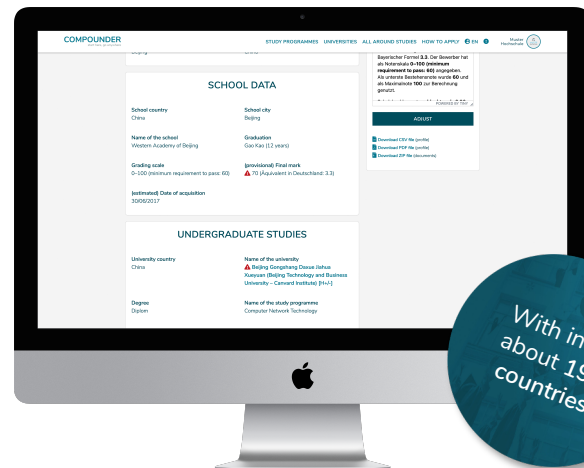 COMPOUNDER
STUDY PROGRAMMES UNIVERSITIES ALL AROUND STUDIES HOW TO APPLY EN Muster Hochschule
Bayerischer Formel 3.3. Der Bewerber hat
als Notenskala 0–100 (minimum
requirement to pass: 60) angegeben.
Als unterste Bestehensnote wurde 60 und
als Maximalnote 100 zur Berechnung
genutzt.
POWERED BY TINY
ADJUST
Download CSV file (profile)
Download PDF file (profile)
Download ZIP file (documents)
SCHOOL DATA
School country School city
China Beijing
Name of the school Graduation
Western Academy of Beijing Gao Kao (12 years)
Grading scale (provisional) Final mark
0–100 (minimum requirement to pass: 60) 70 (Äquivalent in Deutschland: 3.3)
(estimated) Date of acquisition
30/06/2017
UNDERGRADUATE STUDIES
University country Name of the university
China Beijing Gongshang Daxue Jiahua
Xueyuan (Beijing Technology and Business
University – Canvard Institute) [H+/-]
Degree Name of the study programme
Diplom Computer Network Technology
With in
about 19
countries